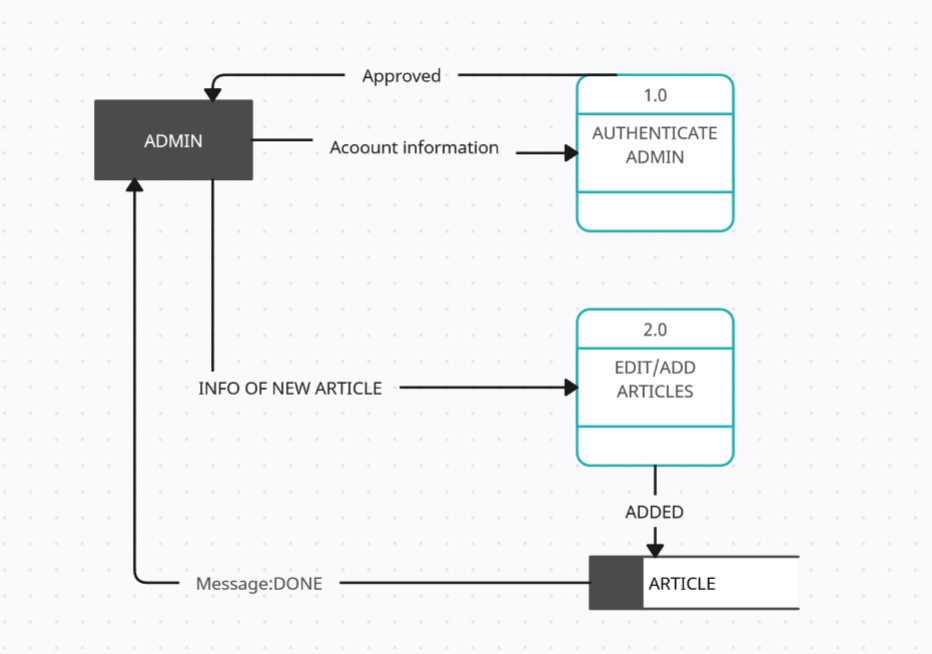 Approved
1.0
ADMIN
Acoount information
AUTHENTICATE
ADMIN
2.0
INFO OF NEW ARTICLE
EDIT/ADD
ARTICLES
ADDED
Message:DONE
ARTICLE